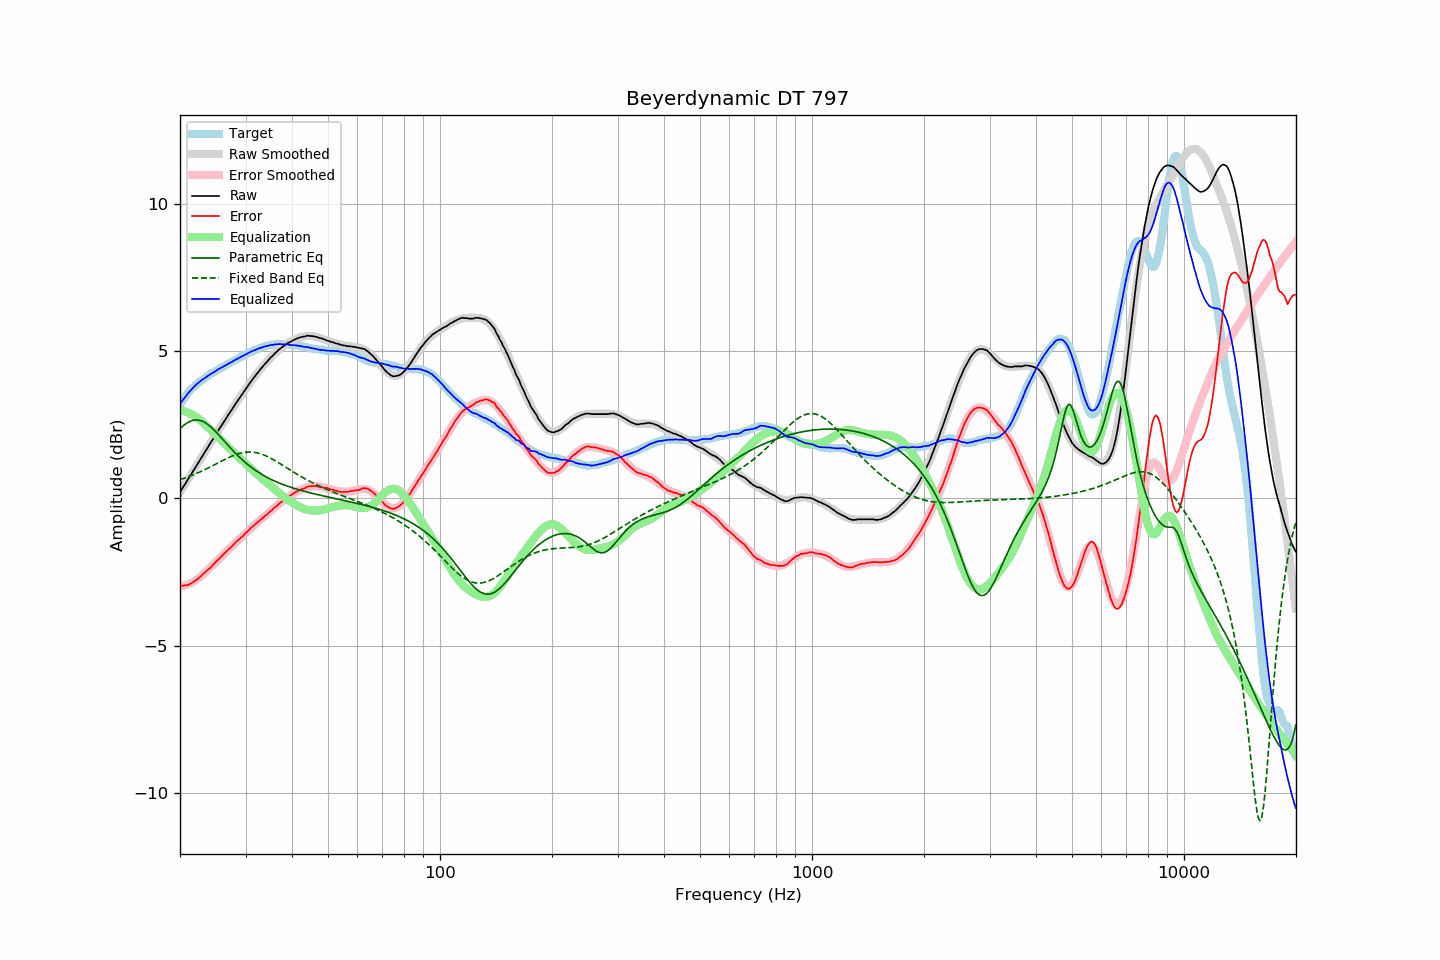 Beyerdynamic DT 797
Target
Raw Smoothed
Error Smoothed
Raw
Error
Equalization
Parametric Eq
Fixed Band Eq
Equalized
Amplitude (dBr)
10
5
0
−5
−10
100
1000
10000
Frequency (Hz)